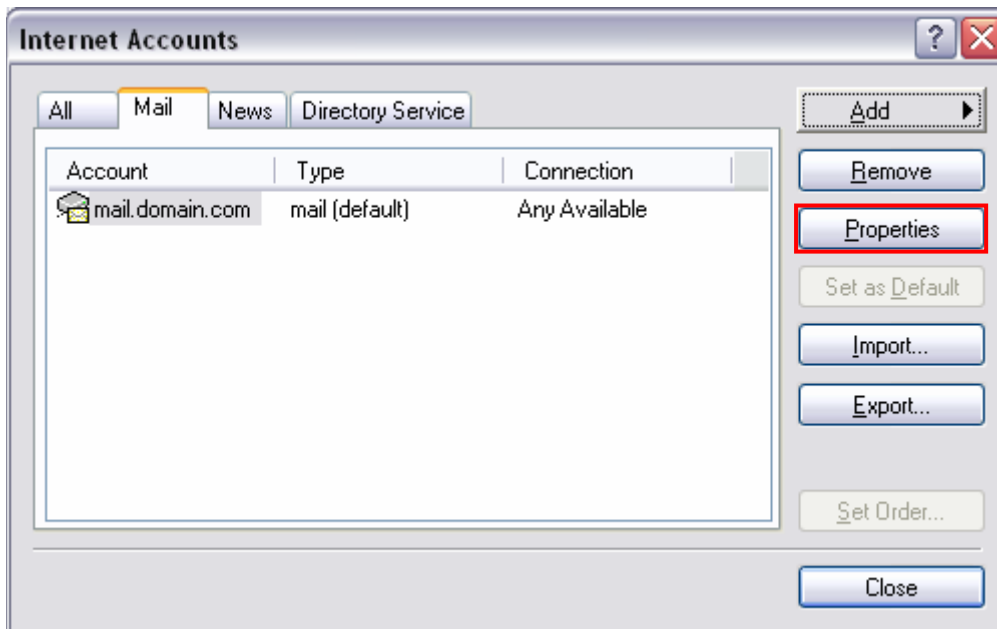 Internet Accounts
?
All Mail News Directory Service
Add
Account Type Connection
Remove
mail.domain.com mail (default) Any Available
Properties
Set as Default
Import...
Export...
Set Order...
Close